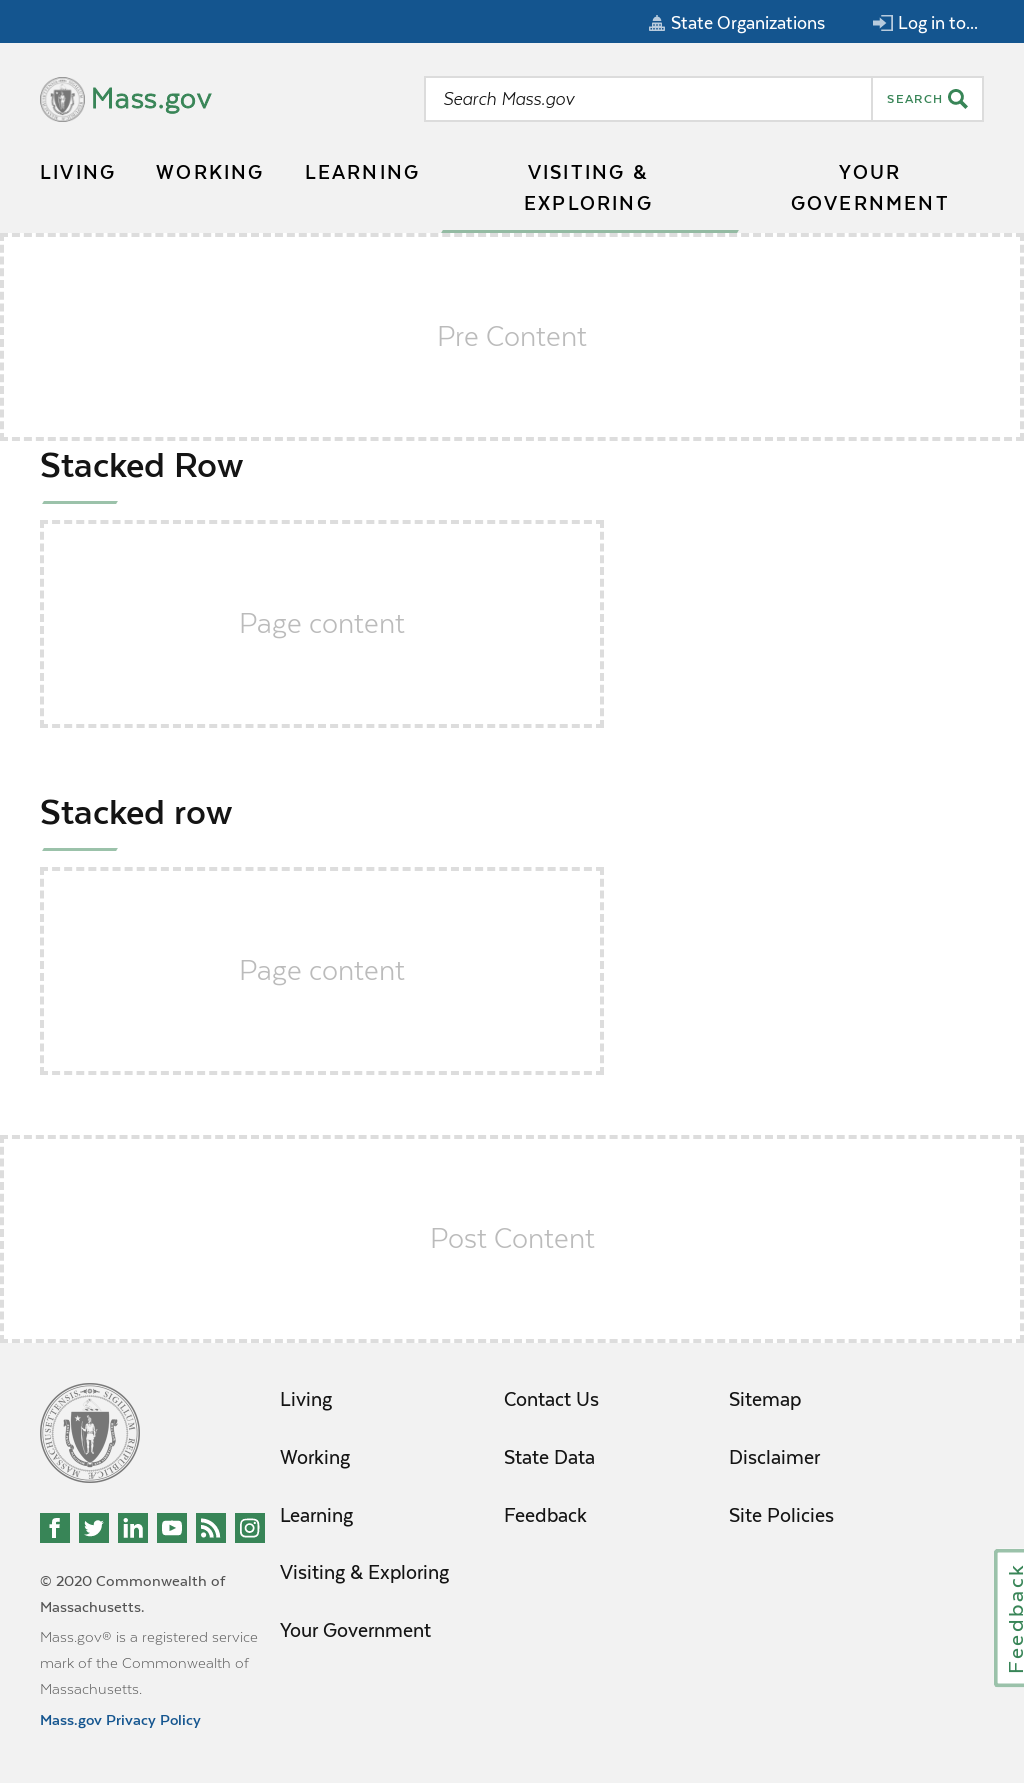 State Organizations
Log in to...
Mass.gov
Search Mass.gov
SEARCH
LIVING
WORKING
LEARNING
VISITING &
EXPLORING
YOUR
GOVERNMENT
Pre Content
Stacked Row
Page content
Stacked row
Page content
Post Content
Living
Working
Learning
Visiting & Exploring
Your Government
Contact Us
State Data
Feedback
Sitemap
Disclaimer
Site Policies
© 2020 Commonwealth of
Massachusetts.
Mass.gov® is a registered service
mark of the Commonwealth of
Massachusetts.
Mass.gov Privacy Policy
Feedback